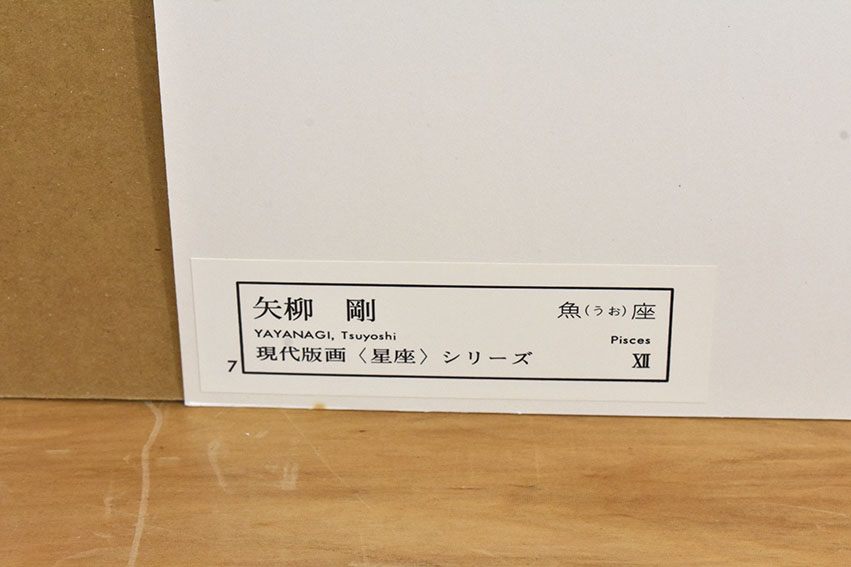 矢柳 剛
YAYANAGI, Tsuyoshi
現代版画〈星座〉シリーズ
7
魚(うお)座
Pisces
XII